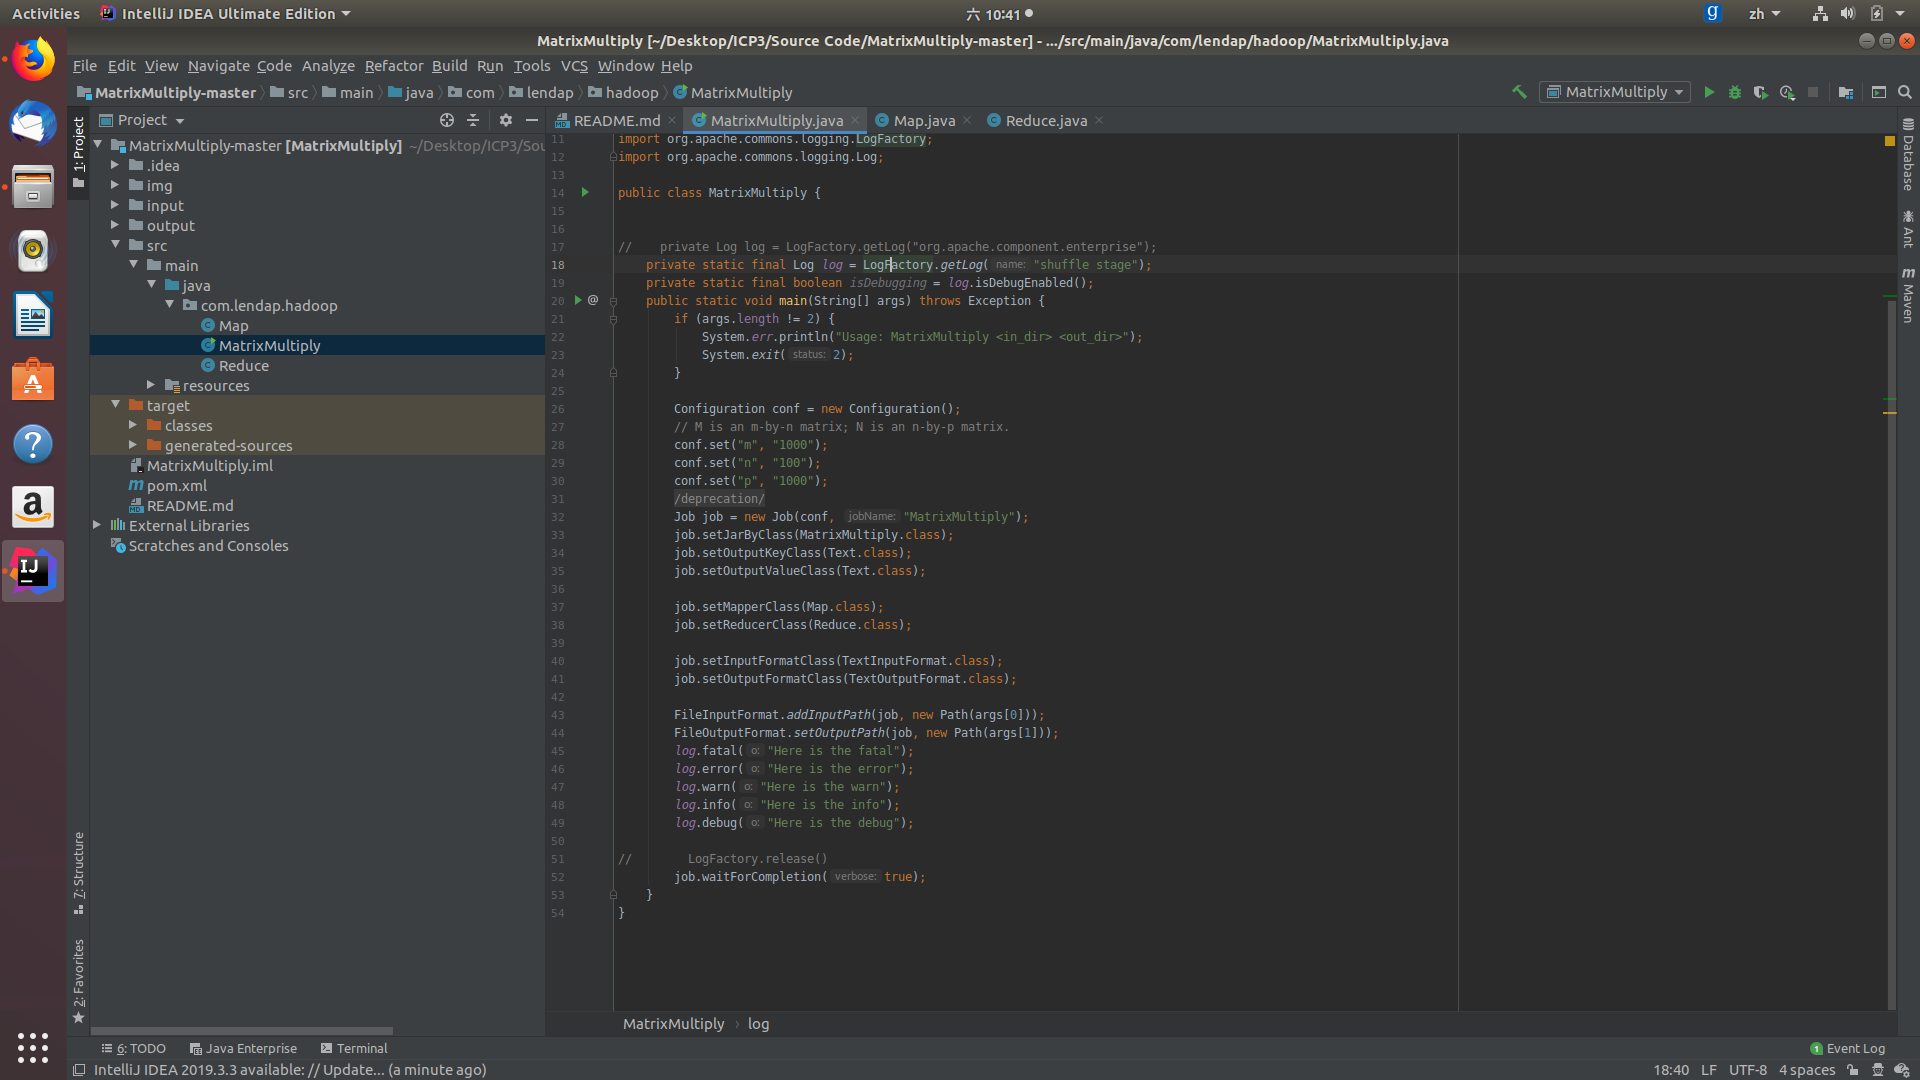 Activities IntelliJ IDEA Ultimate Edition 六 10:41 g zh
MatrixMultiply [~/Desktop/ICP3/Source Code/MatrixMultiply-master] - .../src/main/java/com/lendap/hadoop/MatrixMultiply.java
File Edit View Navigate Code Analyze Refactor Build Run Tools VCS Window Help
MatrixMultiply-master src main java com lendap hadoop MatrixMultiply MatrixMultiply
Project README.md MatrixMultiply.java Map.java Reduce.java
1: Project
7: Structure
2: Favorites
MatrixMultiply-master [MatrixMultiply] ~/Desktop/ICP3/Sou
.idea
img
input
output
src
main
java
com.lendap.hadoop
Map
MatrixMultiply
Reduce
resources
target
classes
generated-sources
MatrixMultiply.iml
pom.xml
README.md
External Libraries
Scratches and Consoles
11 import org.apache.commons.logging.LogFactory;
12 import org.apache.commons.logging.Log;
13
14 public class MatrixMultiply {
15
16
17 // private Log log = LogFactory.getLog("org.apache.component.enterprise");
18 private static final Log log = LogFactory.getLog( name: "shuffle stage");
19 private static final boolean isDebugging = log.isDebugEnabled();
20 @ public static void main(String[] args) throws Exception {
21 if (args.length != 2) {
22 System.err.println("Usage: MatrixMultiply <in_dir> <out_dir>");
23 System.exit( status: 2);
24 }
25
26 Configuration conf = new Configuration();
27 // M is an m-by-n matrix; N is an n-by-p matrix.
28 conf.set("m", "1000");
29 conf.set("n", "100");
30 conf.set("p", "1000");
31 /deprecation/
32 Job job = new Job(conf, jobName: "MatrixMultiply");
33 job.setJarByClass(MatrixMultiply.class);
34 job.setOutputKeyClass(Text.class);
35 job.setOutputValueClass(Text.class);
36
37 job.setMapperClass(Map.class);
38 job.setReducerClass(Reduce.class);
39
40 job.setInputFormatClass(TextInputFormat.class);
41 job.setOutputFormatClass(TextOutputFormat.class);
42
43 FileInputFormat.addInputPath(job, new Path(args[0]));
44 FileOutputFormat.setOutputPath(job, new Path(args[1]));
45 log.fatal( o: "Here is the fatal");
46 log.error( o: "Here is the error");
47 log.warn( o: "Here is the warn");
48 log.info( o: "Here is the info");
49 log.debug( o: "Here is the debug");
50
51 // LogFactory.release()
52 job.waitForCompletion( verbose: true);
53 }
54 }
Database
Ant
m Maven
MatrixMultiply › log
6: TODO Java Enterprise Terminal 1 Event Log
IntelliJ IDEA 2019.3.3 available: // Update... (a minute ago) 18:40 LF UTF-8 4 spaces